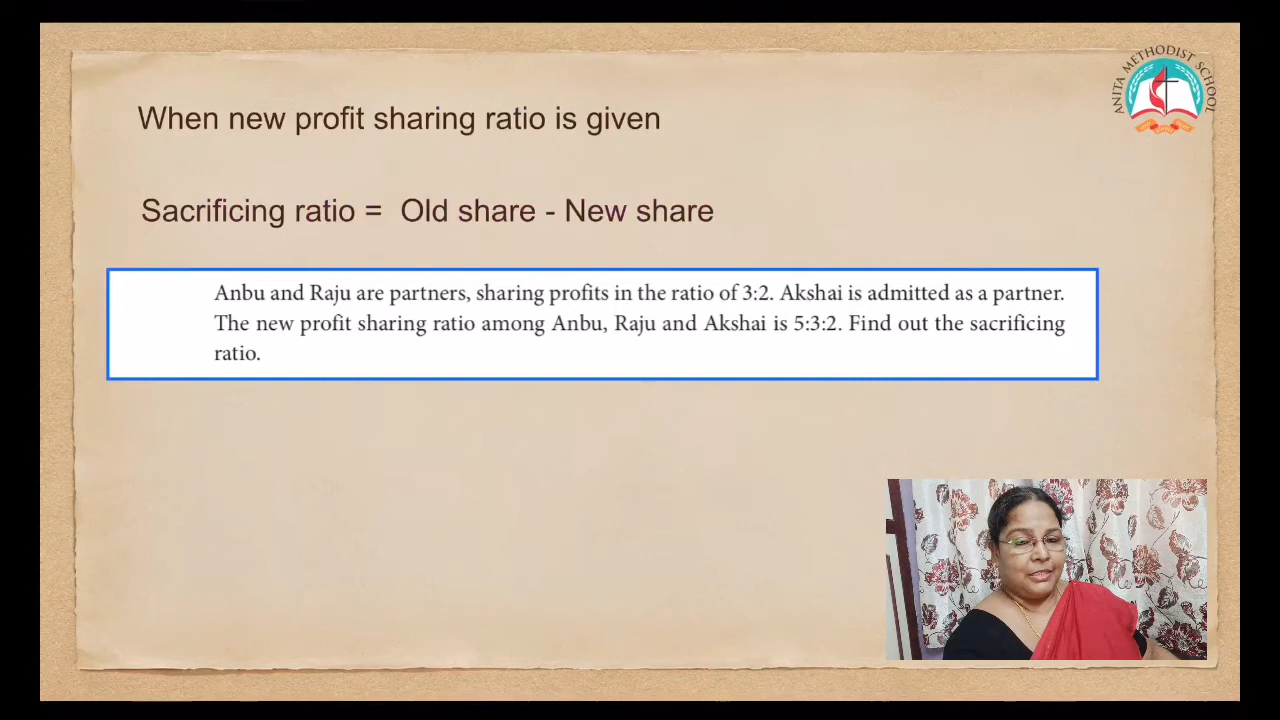 ANITA METHODIST SCHOOL
When new profit sharing ratio is given
Sacrificing ratio = Old share - New share
Anbu and Raju are partners, sharing profits in the ratio of 3:2. Akshai is admitted as a partner.
The new profit sharing ratio among Anbu, Raju and Akshai is 5:3:2. Find out the sacrificing
ratio.